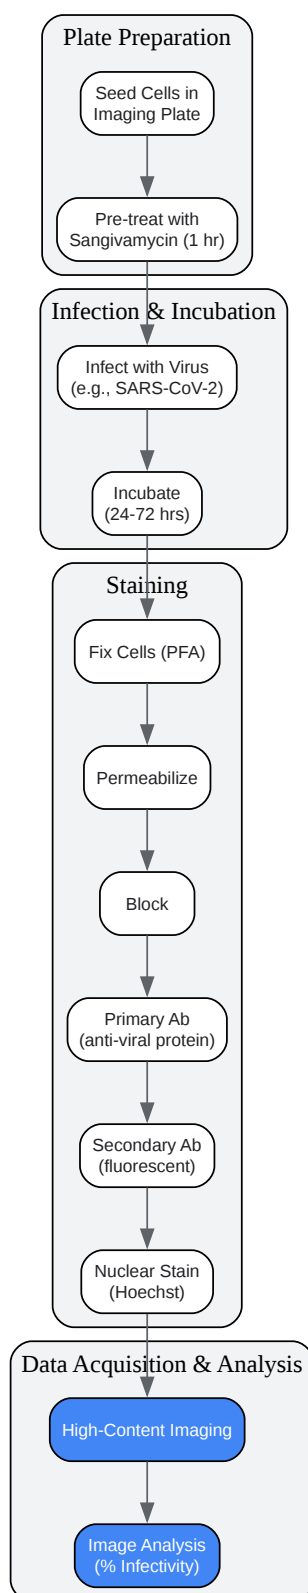 Plate Preparation
Seed Cells in
Imaging Plate
Pre-treat with
Sangivamycin (1 hr)
Infection & Incubation
Infect with Virus
(e.g., SARS-CoV-2)
Incubate
(24-72 hrs)
Staining
Fix Cells (PFA)
Permeabilize
Block
Primary Ab
(anti-viral protein)
Secondary Ab
(fluorescent)
Nuclear Stain
(Hoechst)
Data Acquisition & Analysis
High-Content Imaging
Image Analysis
(% Infectivity)